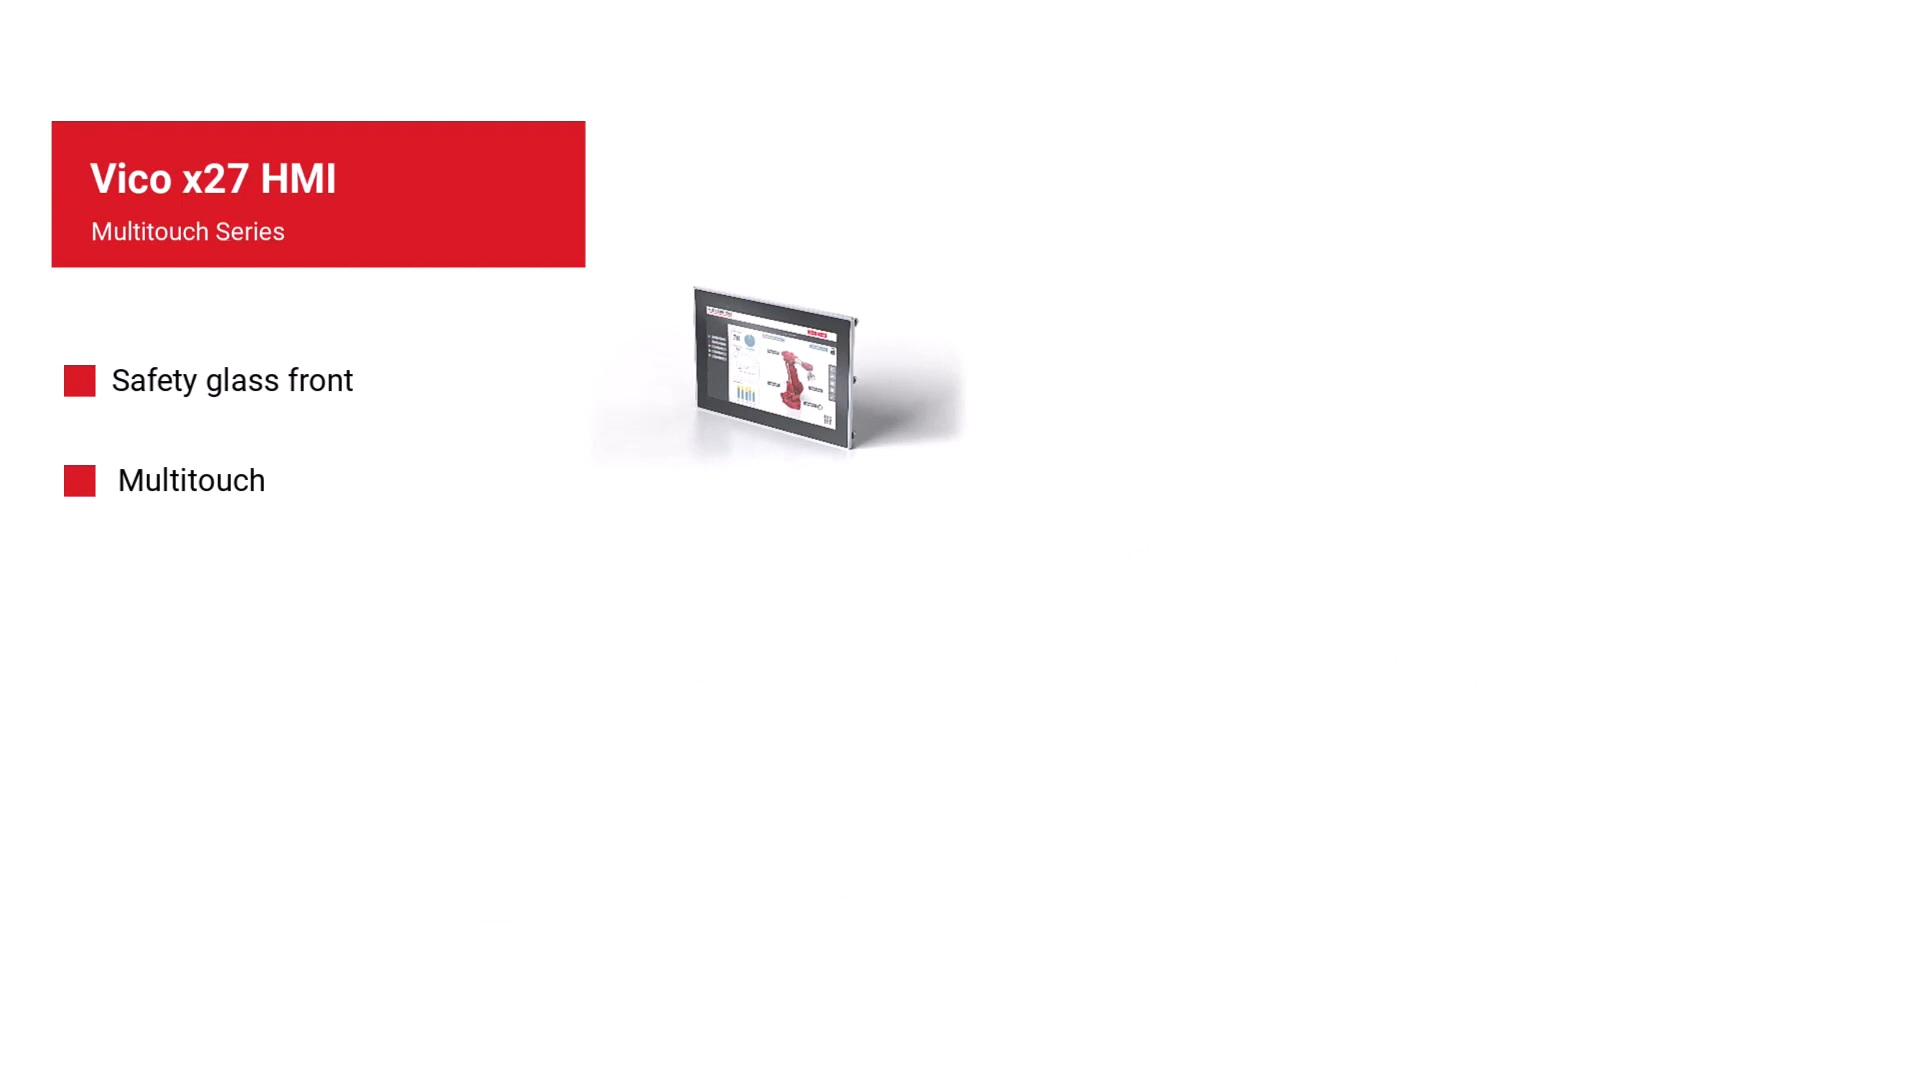 Vico x27 HMI
Multitouch Series
Safety glass front
Multitouch